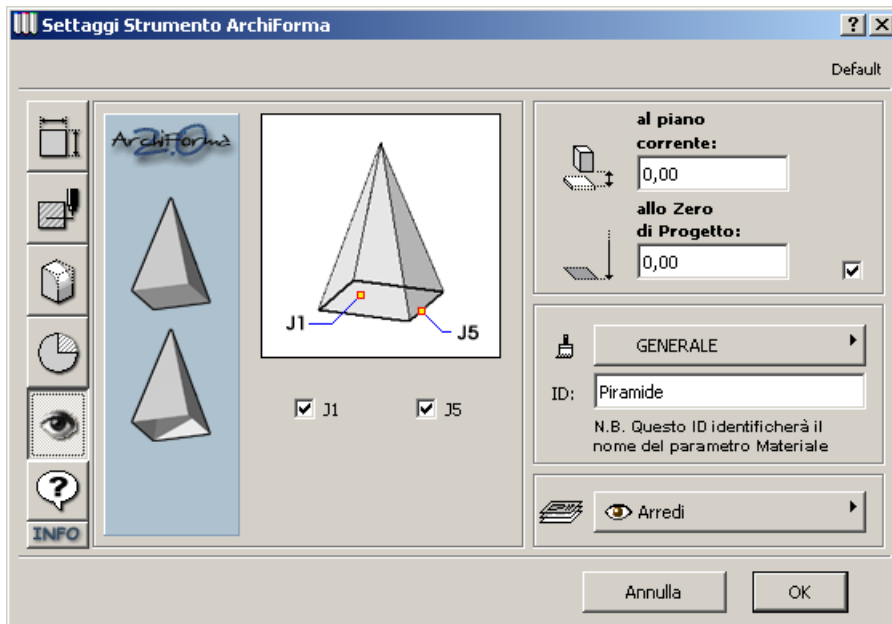 Settaggi Strumento ArchiForma
Default
ArchiForma
2.0
J1
J5
J1
J5
INFO
al piano
corrente:
0,00
allo Zero
di Progetto:
0,00
GENERALE
ID:
Piramide
N.B. Questo ID identificherà il
nome del parametro Materiale
Arredi
Annulla
OK